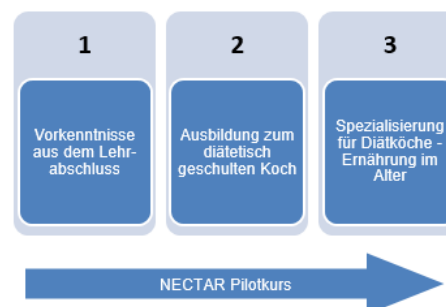 1
Vorkenntnisse
aus dem Lehr-
abschluss
2
Ausbildung zum
diätetisch
geschulten Koch
3
Spezialisierung
für Diätköche -
Ernährung im
Alter
NECTAR Pilotkurs